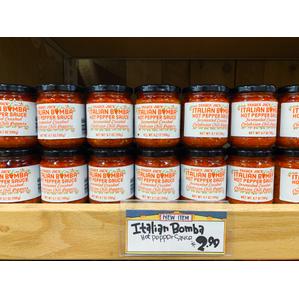 TRADER JOE'S
ITALIAN BOMBA
HOT PEPPER SAUCE
Fermented Crushed
Calabrian Chili Peppers
NEW ITEM
Italian Bomba
Hot pepper Sauce
$2.99